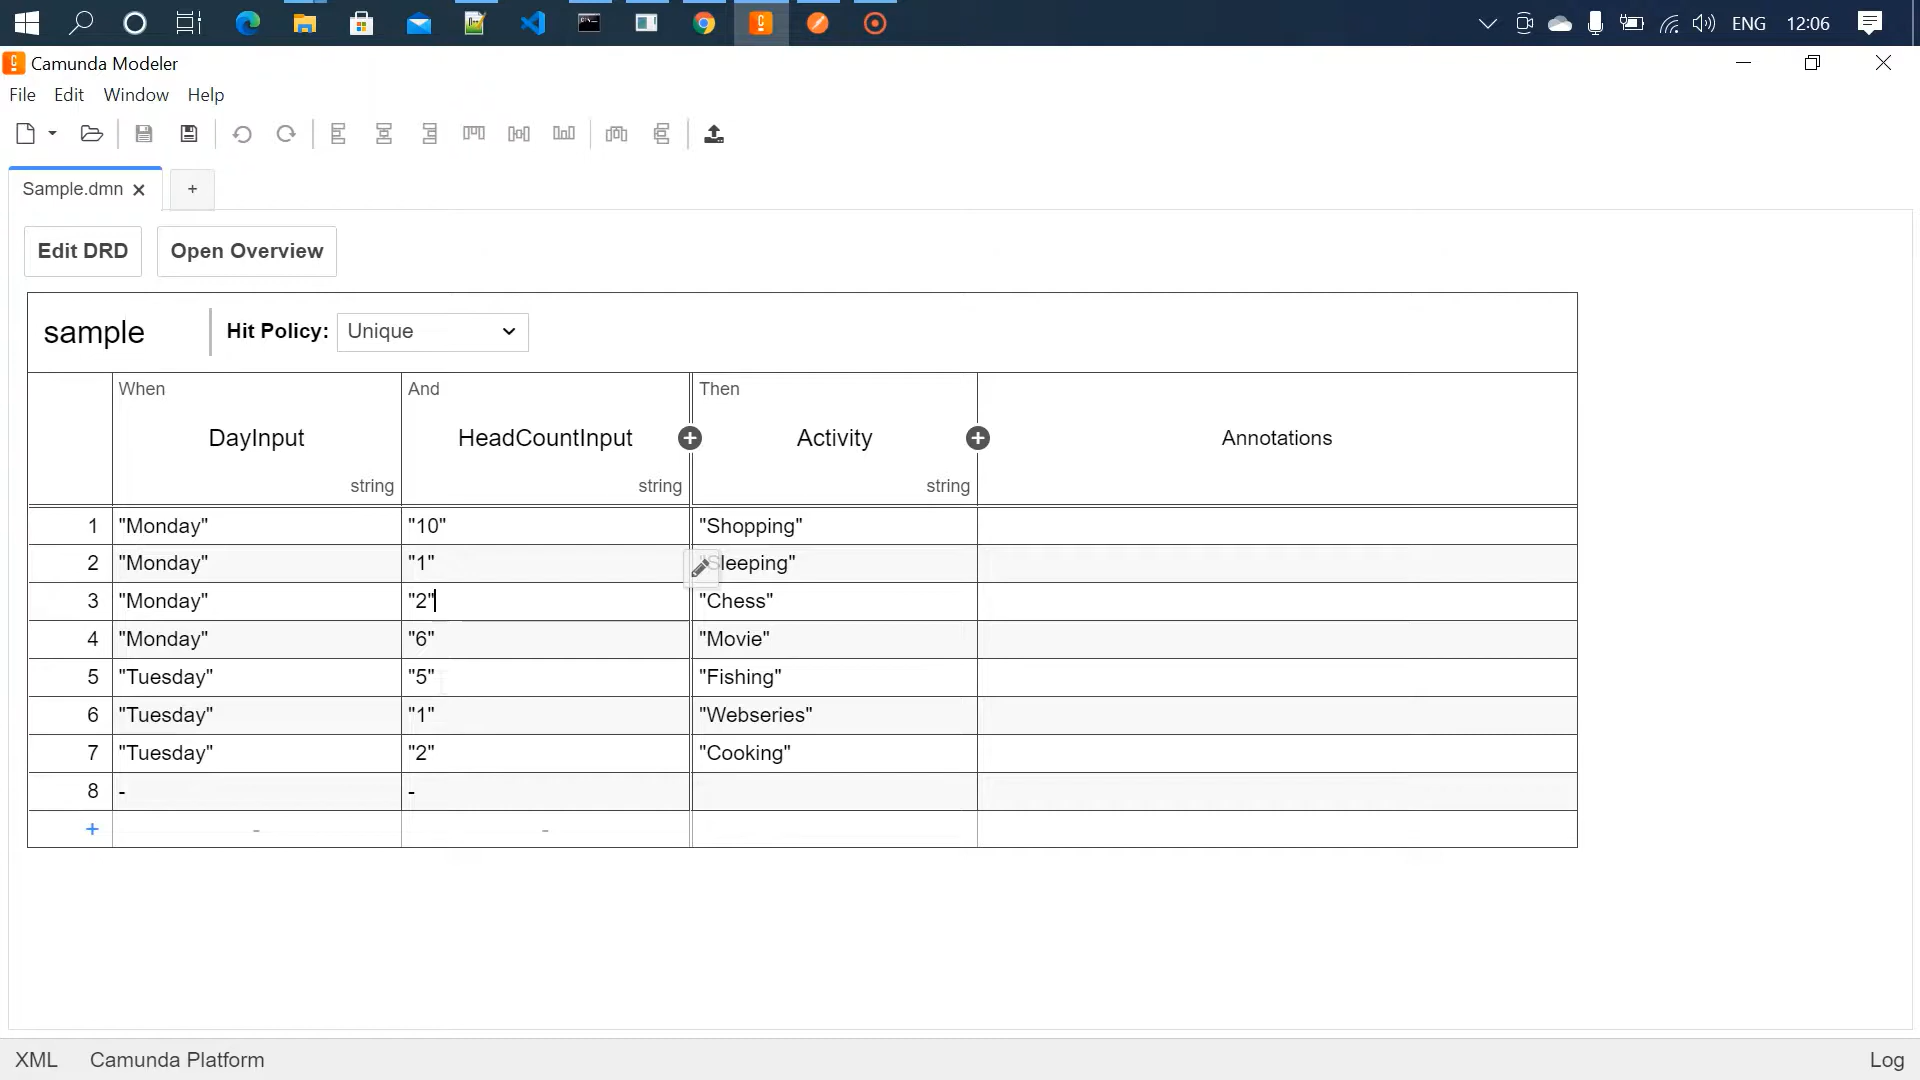 ENG 12:06
Camunda Modeler
File Edit Window Help
Sample.dmn
+
Edit DRD Open Overview
sample Hit Policy: Unique
When And Then
DayInput HeadCountInput Activity Annotations
string string string
1 "Monday" "10" "Shopping"
2 "Monday" "1" "Sleeping"
3 "Monday" "2" "Chess"
4 "Monday" "6" "Movie"
5 "Tuesday" "5" "Fishing"
6 "Tuesday" "1" "Webseries"
7 "Tuesday" "2" "Cooking"
8 - -
+ - -
XML Camunda Platform Log